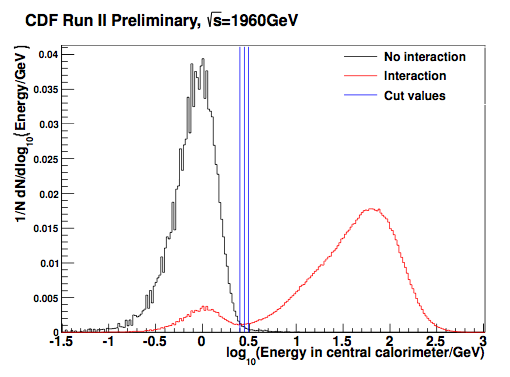 CDF Run II Preliminary, √s=1960GeV
1/N dN/dlog10(Energy/GeV)
0.04
0.035
0.03
0.025
0.02
0.015
0.01
0.005
0
No interaction
Interaction
Cut values
-1.5 -1 -0.5 0 0.5 1 1.5 2 2.5 3
log10(Energy in central calorimeter/GeV)